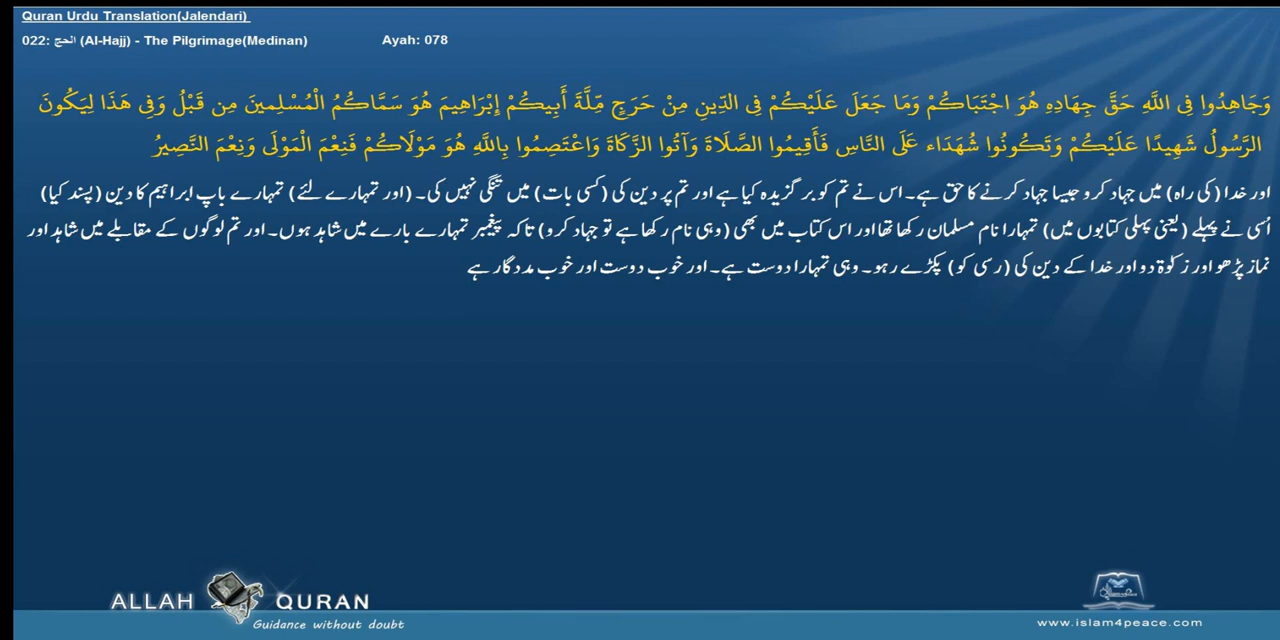 Quran Urdu Translation(Jalendari)
022: الحج (Al-Hajj) - The Pilgrimage(Medinan) Ayah: 078
وَجَاهِدُوا فِي اللَّهِ حَقَّ جِهَادِهِ هُوَ اجْتَبَاكُمْ وَمَا جَعَلَ عَلَيْكُمْ فِي الدِّينِ مِنْ حَرَجٍ مِّلَّةَ أَبِيكُمْ إِبْرَاهِيمَ هُوَ سَمَّاكُمُ الْمُسْلِمينَ مِن قَبْلُ وَفِي هَذَا لِيَكُونَ
الرَّسُولُ شَهِيدًا عَلَيْكُمْ وَتَكُونُوا شُهَدَاء عَلَى النَّاسِ فَأَقِيمُوا الصَّلَاةَ وَآتُوا الزَّكَاةَ وَاعْتَصِمُوا بِاللَّهِ هُوَ مَوْلَاكُمْ فَنِعْمَ الْمَوْلَى وَنِعْمَ النَّصِيرُ
اور خدا (کی راہ) میں جہاد کرو جیسا جہاد کرنے کا حق ہے۔ اس نے تم کو برگزیدہ کیا ہے اور تم پر دین کی (کسی بات) میں تنگی نہیں کی۔ (اور تمہارے لئے) تمہارے باپ ابراہیم کا دین (پسند کیا)
اُسی نے پہلے (یعنی پہلی کتابوں میں) تمہارا نام مسلمان رکھا تھا اور اس کتاب میں بھی (وہی نام رکھا ہے تو جہاد کرو) تاکہ پیغمبر تمہارے بارے میں شاہد ہوں۔ اور تم لوگوں کے مقابلے میں شاہد اور
نماز پڑھو اور زکوٰة دو اور خدا کے دین کی (رسی کو) پکڑے رہو۔ وہی تمہارا دوست ہے۔ اور خوب دوست اور خوب مددگار ہے
ALLAH QURAN
Guidance without doubt
www.islam4peace.com